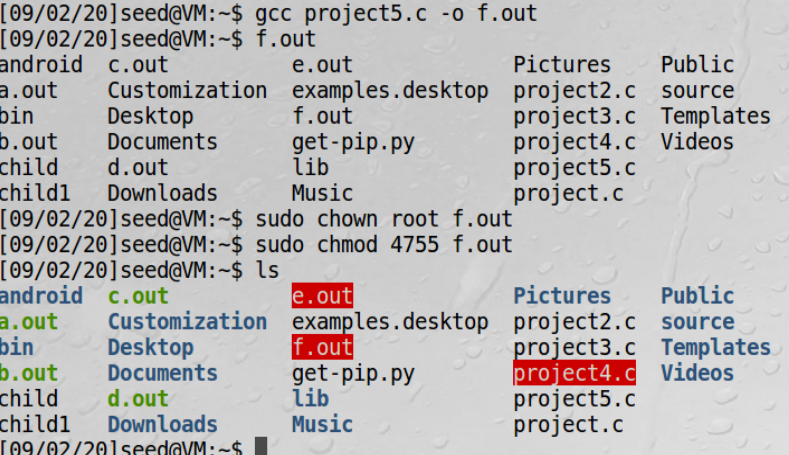 [09/02/20]seed@VM:~$ gcc project5.c -o f.out
[09/02/20]seed@VM:~$ f.out
android c.out e.out Pictures Public
a.out Customization examples.desktop project2.c source
bin Desktop f.out project3.c Templates
b.out Documents get-pip.py project4.c Videos
child d.out lib project5.c
child1 Downloads Music project.c
[09/02/20]seed@VM:~$ sudo chown root f.out
[09/02/20]seed@VM:~$ sudo chmod 4755 f.out
[09/02/20]seed@VM:~$ ls
android c.out e.out Pictures Public
a.out Customization examples.desktop project2.c source
bin Desktop f.out project3.c Templates
b.out Documents get-pip.py project4.c Videos
child d.out lib project5.c
child1 Downloads Music project.c
[09/02/20]seed@VM:~$